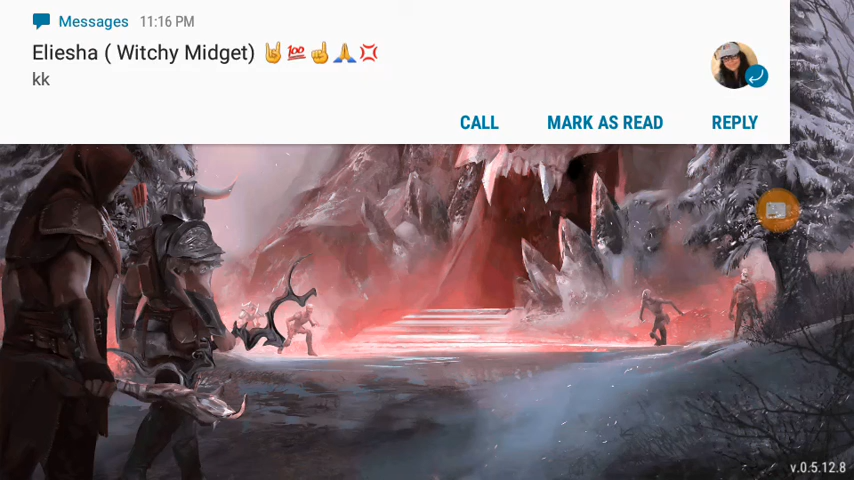 Messages 11:16 PM
Eliesha ( Witchy Midget) 🤘💯☝️🙏💢
kk
CALL MARK AS READ REPLY
v.0.5.12.8